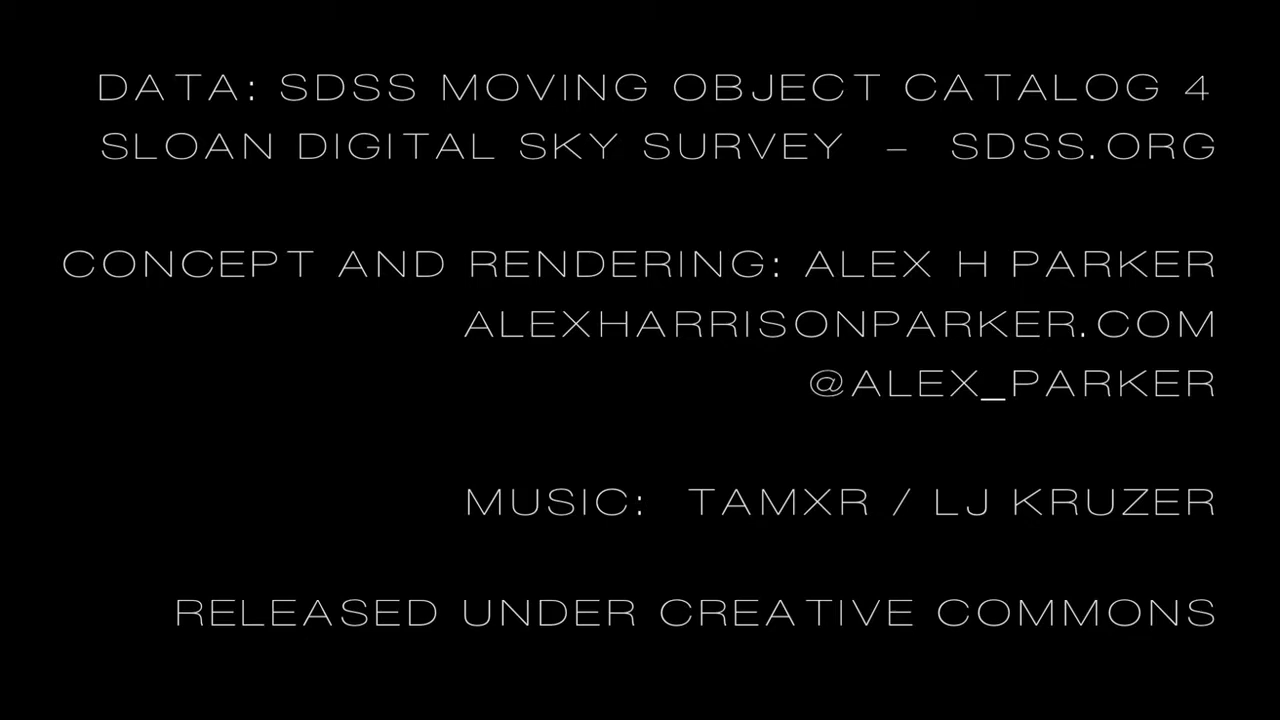 DATA: SDSS MOVING OBJECT CATALOG 4
SLOAN DIGITAL SKY SURVEY – SDSS.ORG
CONCEPT AND RENDERING: ALEX H PARKER
ALEXHARRISONPARKER.COM
@ALEX_PARKER
MUSIC: TAMXR / LJ KRUZER
RELEASED UNDER CREATIVE COMMONS